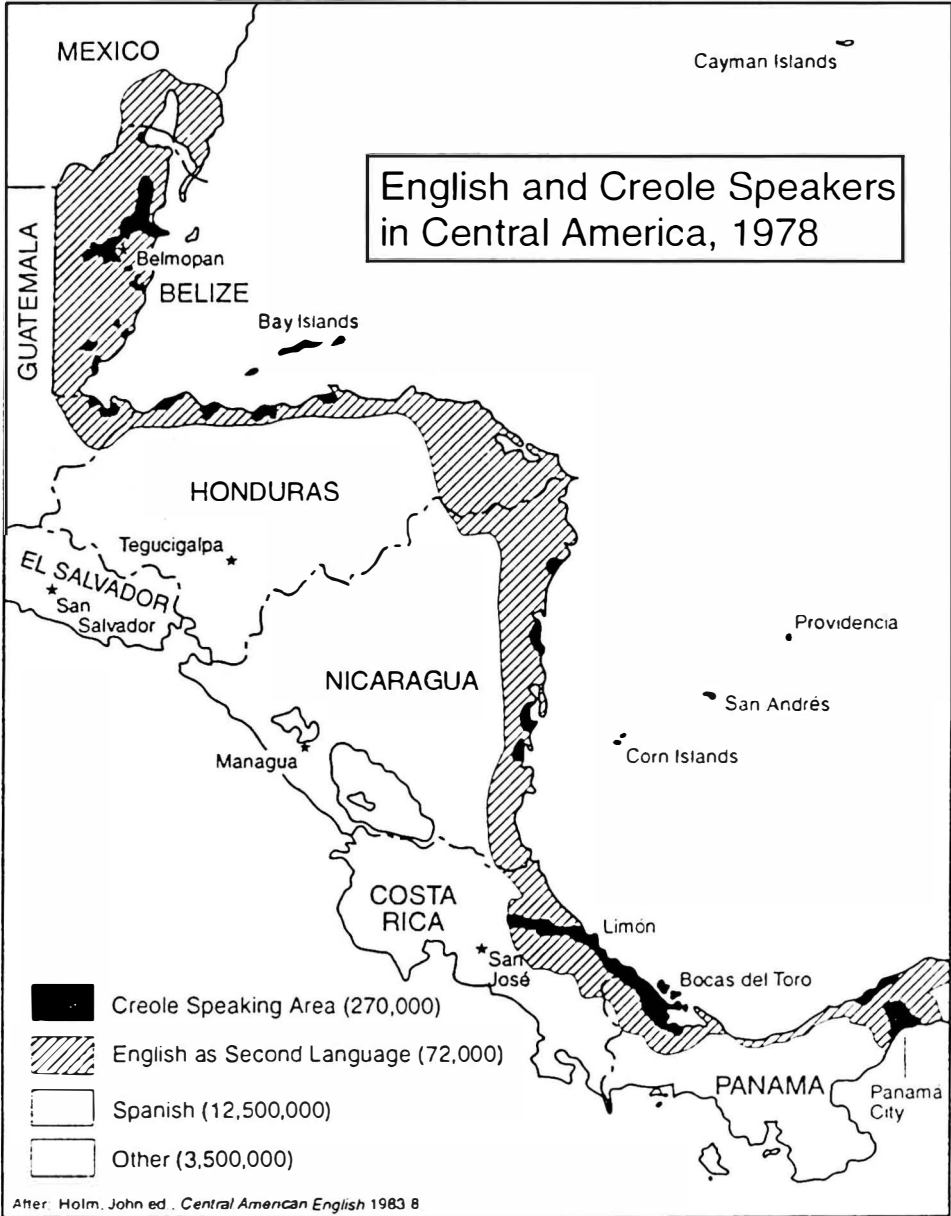 MEXICO
Cayman Islands
English and Creole Speakers
in Central America, 1978
GUATEMALA
Belmopan
BELIZE
Bay Islands
HONDURAS
Tegucigalpa
EL SALVADOR
San
Salvador
Providencia
NICARAGUA
San Andrés
Corn Islands
Managua
COSTA
RICA
Limón
San
José
Bocas del Toro
PANAMA
Panamá
City
Creole Speaking Area (270,000)
English as Second Language (72,000)
Spanish (12,500,000)
Other (3,500,000)
After: Holm, John ed., Central American English 1983:8